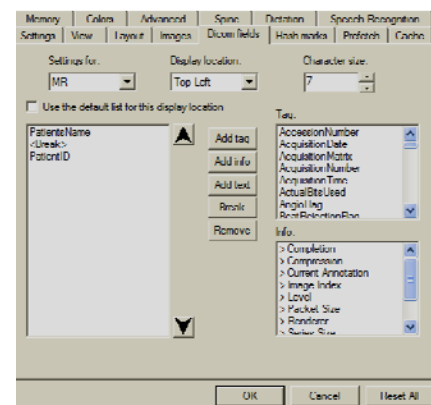 Memory Colors Advanced Spine Dictation Speech Recognition
Settings View Layout Images Dicom fields Hash marks Prefetch Cache
Settings for: Display location: Character size:
MR Top Left 7
Use the default list for this display location
Tag:
PatientsName
<Break>
PatientID
Add tag
Add info
Add text
Break
Remove
AccessionNumber
AcquisitionDate
AcquisitionMatrix
AcquisitionNumber
AcquisitionTime
ActualBitsUsed
AngioFlag
BeatRejectionFlag
Info:
> Completion
> Compression
> Current Annotation
> Image Index
> Level
> Packet Size
> Renderer
> Series Size
OK Cancel Reset All